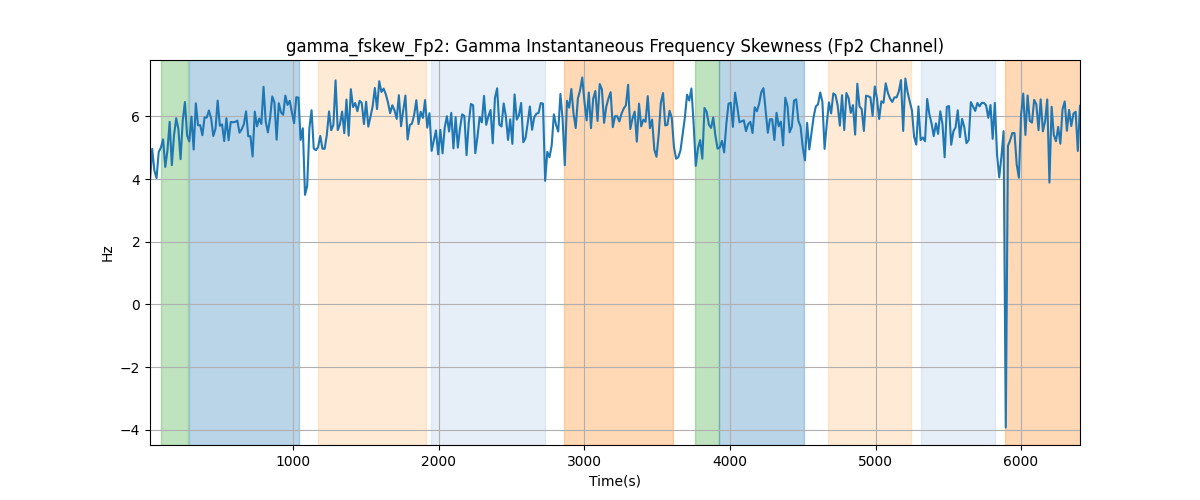 gamma_fskew_Fp2: Gamma Instantaneous Frequency Skewness (Fp2 Channel)
6
4
2
0
−2
−4
Hz
1000 2000 3000 4000 5000 6000
Time(s)